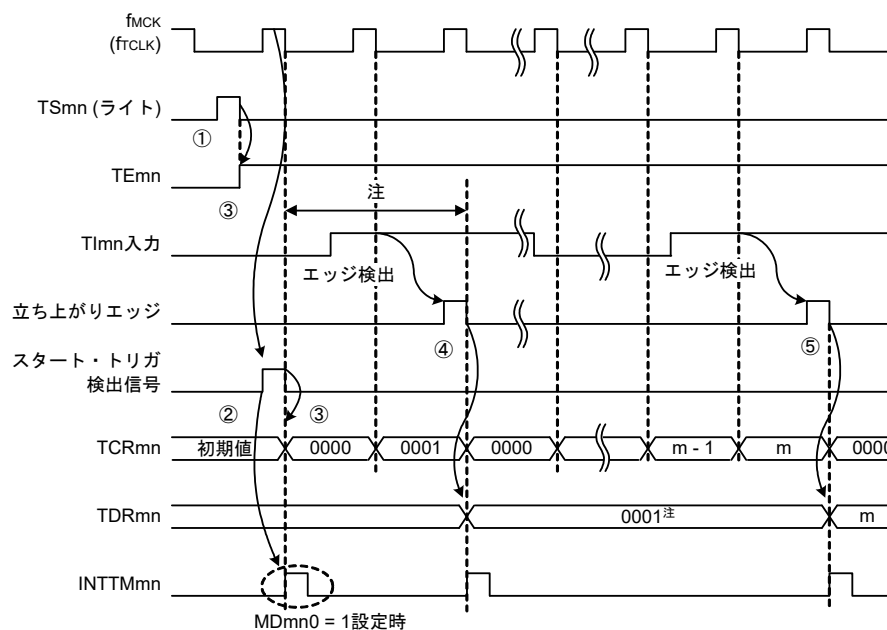 fMCK
(fTCLK)
TSmn (ライト)
①
TEmn
③
注
TImn入力
エッジ検出
エッジ検出
立ち上がりエッジ
④
⑤
スタート・トリガ
検出信号
②
③
TCRmn
初期値
0000
0001
0000
m - 1
m
0000
TDRmn
0001注
m
INTTMmn
MDmn0 = 1設定時